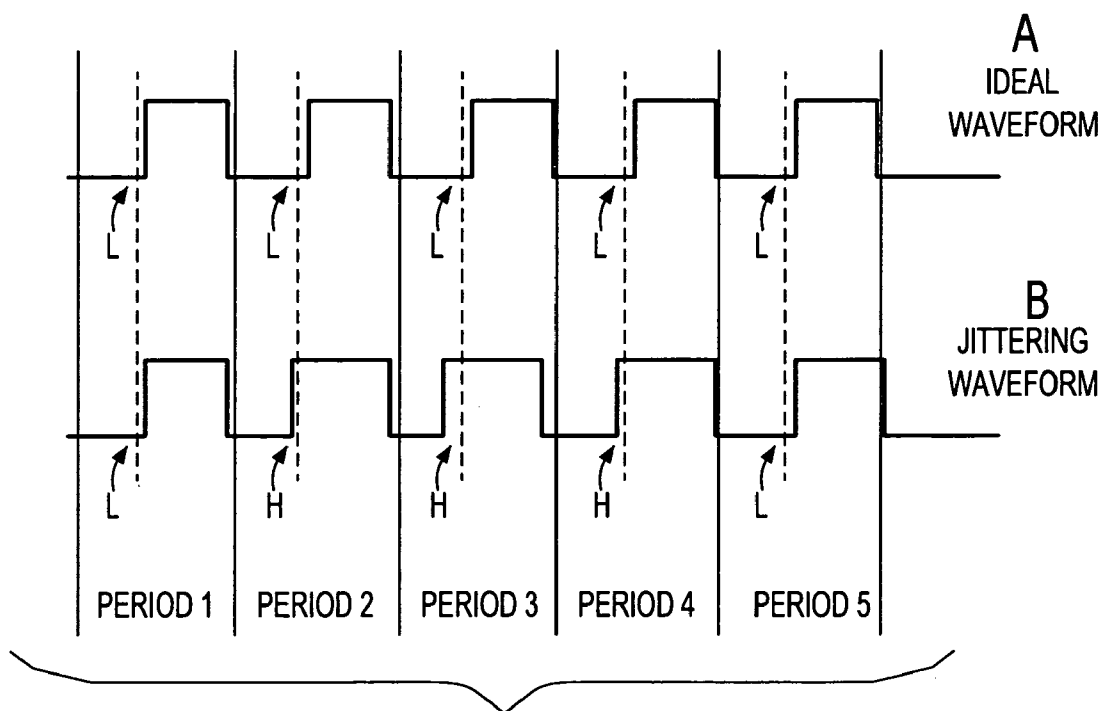 A
IDEAL
WAVEFORM
L L L L L
B
JITTERING
WAVEFORM
L H H H L
PERIOD 1 PERIOD 2 PERIOD 3 PERIOD 4 PERIOD 5